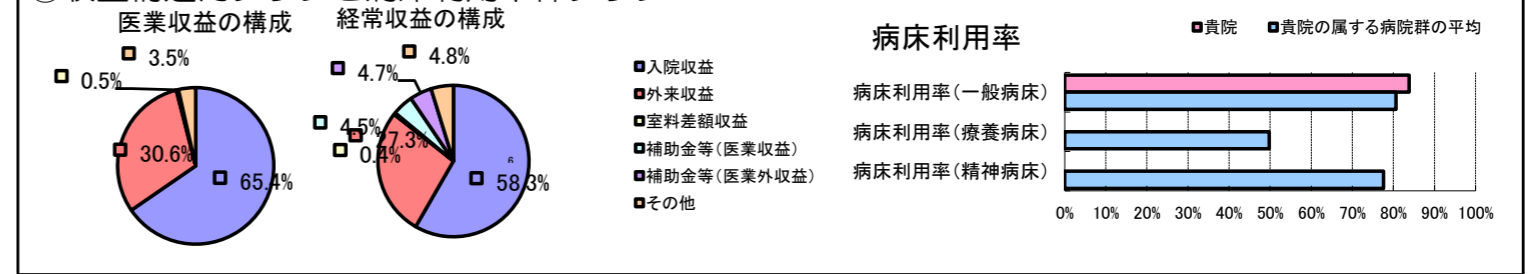 医業収益の構成
3.5%
0.5%
30.6%
65.4%
経常収益の構成
4.8%
4.7%
4.5%
0.4%
27.3%
58.3%
入院収益
外来収益
室料差額収益
補助金等(医業収益)
補助金等(医業外収益)
その他
病床利用率
貴院
貴院の属する病院群の平均
病床利用率(一般病床)
病床利用率(療養病床)
病床利用率(精神病床)
0% 10% 20% 30% 40% 50% 60% 70% 80% 90% 100%